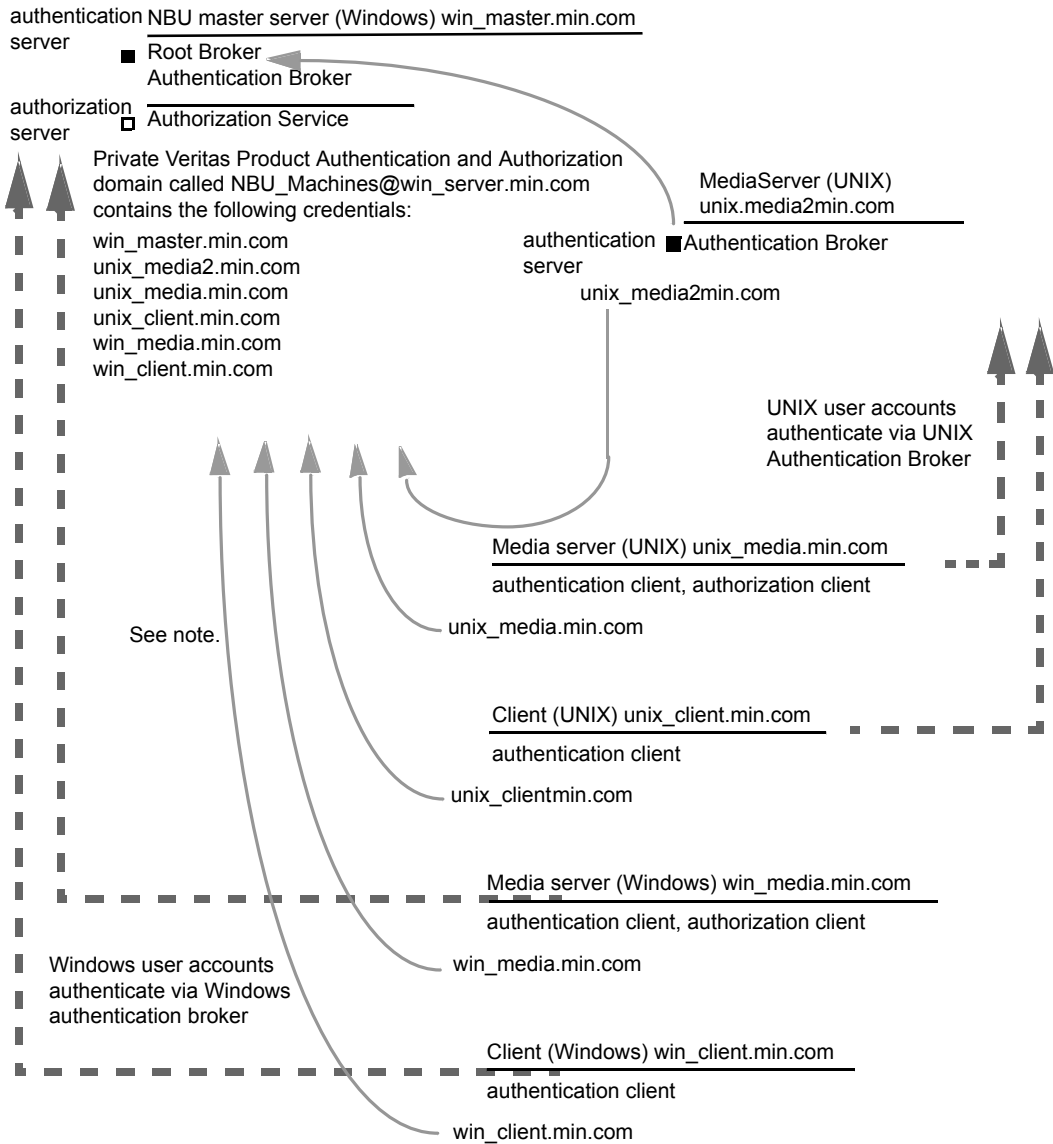 authentication
server
NBU master server (Windows) win_master.min.com
Root Broker
Authentication Broker
authorization
server
Authorization Service
Private Veritas Product Authentication and Authorization
domain called NBU_Machines@win_server.min.com
contains the following credentials:
win_master.min.com
unix_media2.min.com
unix_media.min.com
unix_client.min.com
win_media.min.com
win_client.min.com
MediaServer (UNIX)
unix.media2min.com
authentication
server
Authentication Broker
unix_media2min.com
UNIX user accounts
authenticate via UNIX
Authentication Broker
Media server (UNIX) unix_media.min.com
authentication client, authorization client
unix_media.min.com
See note.
Client (UNIX) unix_client.min.com
authentication client
unix_clientmin.com
Media server (Windows) win_media.min.com
authentication client, authorization client
win_media.min.com
Windows user accounts
authenticate via Windows
authentication broker
Client (Windows) win_client.min.com
authentication client
win_client.min.com